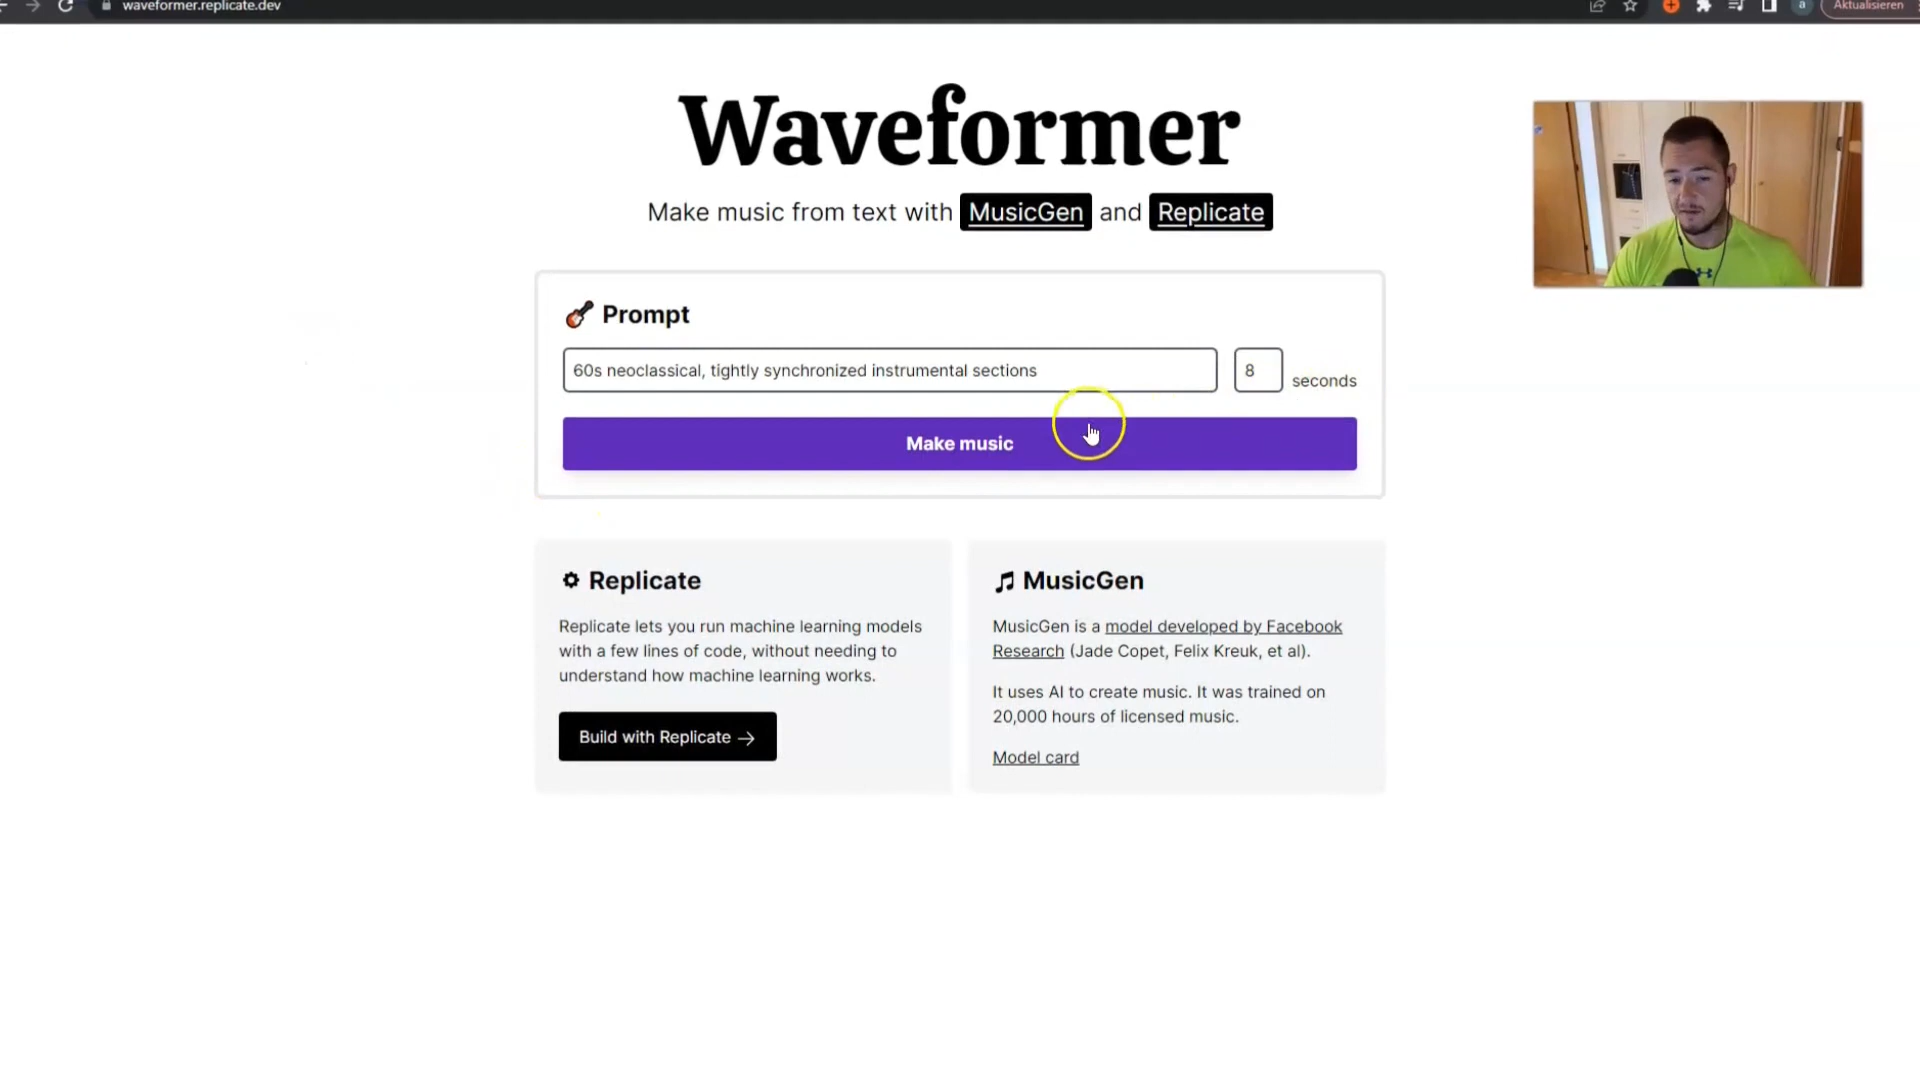 waveformer.replicate.dev
a
Aktualisieren
Waveformer
Make music from text with MusicGen and Replicate
Prompt
60s neoclassical, tightly synchronized instrumental sections
8
seconds
Make music
Replicate
Replicate lets you run machine learning models
with a few lines of code, without needing to
understand how machine learning works.
Build with Replicate →
MusicGen
MusicGen is a model developed by Facebook
Research (Jade Copet, Felix Kreuk, et al).
It uses AI to create music. It was trained on
20,000 hours of licensed music.
Model card